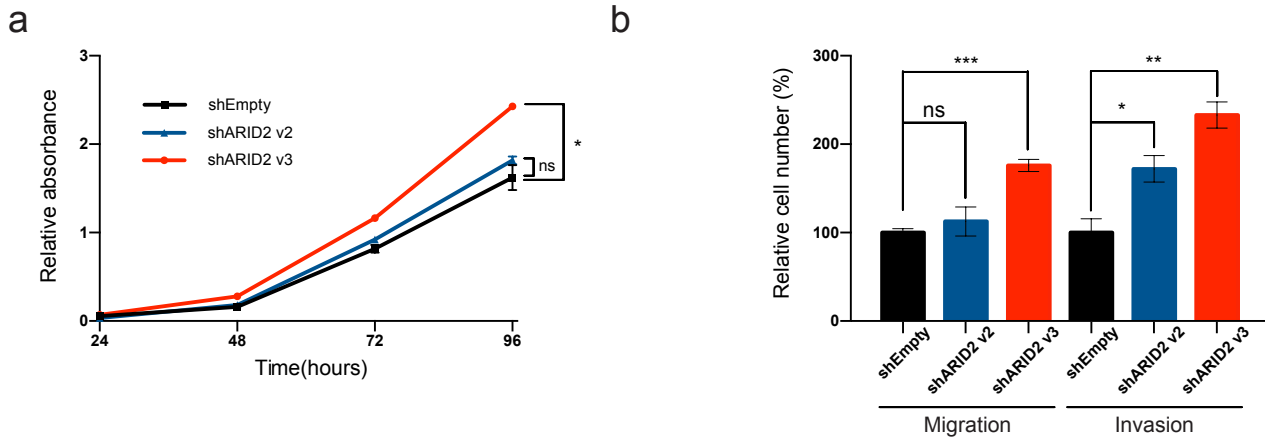 a
3
2
1
0
Relative absorbance
shEmpty
shARID2 v2
shARID2 v3
*
ns
24
48
72
96
Time(hours)
b
300
200
100
0
Relative cell number (%)
***
ns
**
*
shEmpty
shARID2 v2
shARID2 v3
shEmpty
shARID2 v2
shARID2 v3
Migration
Invasion